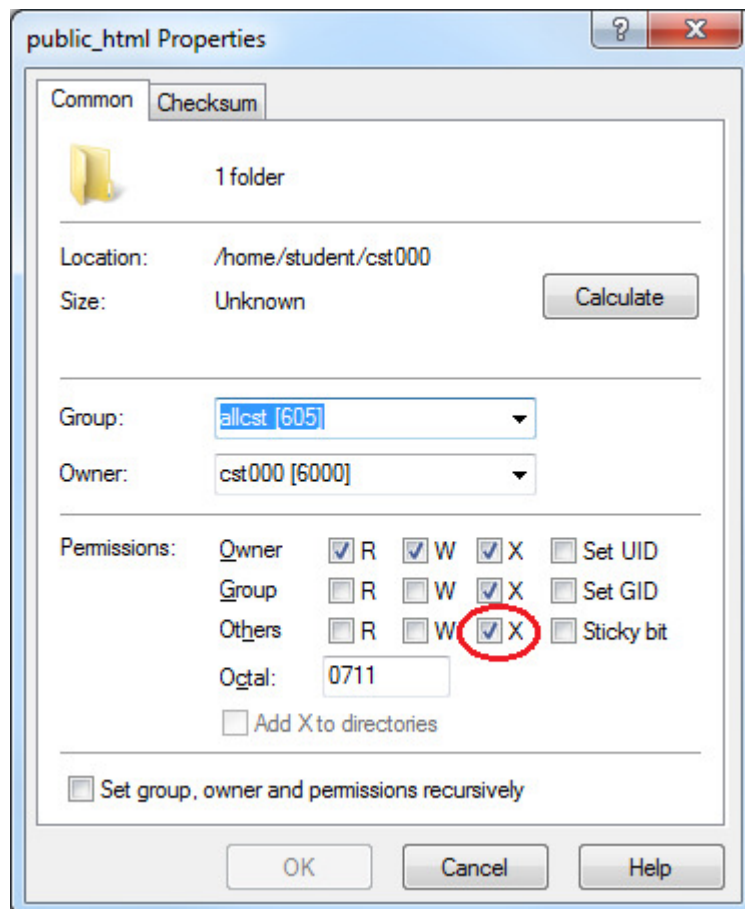 public_html Properties
Common Checksum
1 folder
Location: /home/student/cst000
Size: Unknown Calculate
Group: allcst [605]
Owner: cst000 [6000]
Permissions: Owner R W X Set UID
Group R W X Set GID
Others R W X Sticky bit
Octal: 0711
Add X to directories
Set group, owner and permissions recursively
OK Cancel Help